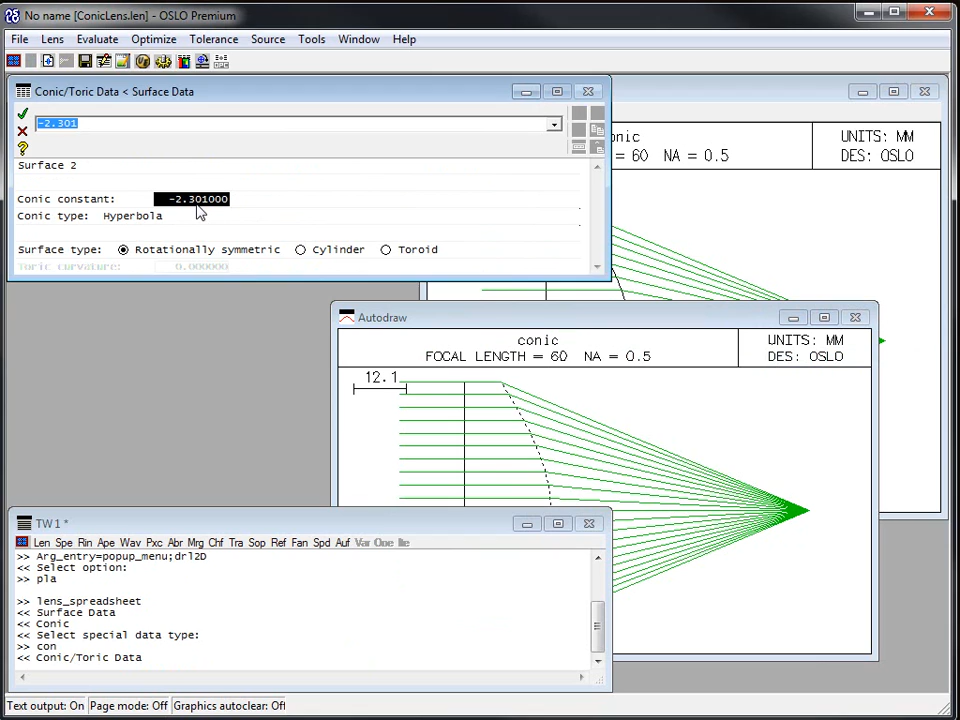 No name [ConicLens.len] - OSLO Premium
File Lens Evaluate Optimize Tolerance Source Tools Window Help
Conic/Toric Data < Surface Data
-2.301
Surface 2
Conic constant: -2.301000
Conic type: Hyperbola
Surface type: Rotationally symmetric Cylinder Toroid
Toric curvature: 0.000000
onic
= 60 NA = 0.5
UNITS: MM
DES: OSLO
Autodraw
conic
FOCAL LENGTH = 60 NA = 0.5
UNITS: MM
DES: OSLO
12.1
TW1 *
Len Spe Rin Ape Wav Pxc Abr Mrg Chf Tra Sop Ref Fan Spd Auf Var Ope Ite
>> Arg_entry=popup_menu;drl2D
<< Select option:
>> pla
>> lens_spreadsheet
<< Surface Data
<< Conic
<< Select special data type:
>> con
<< Conic/Toric Data
Text output: On Page mode: Off Graphics autoclear: Off